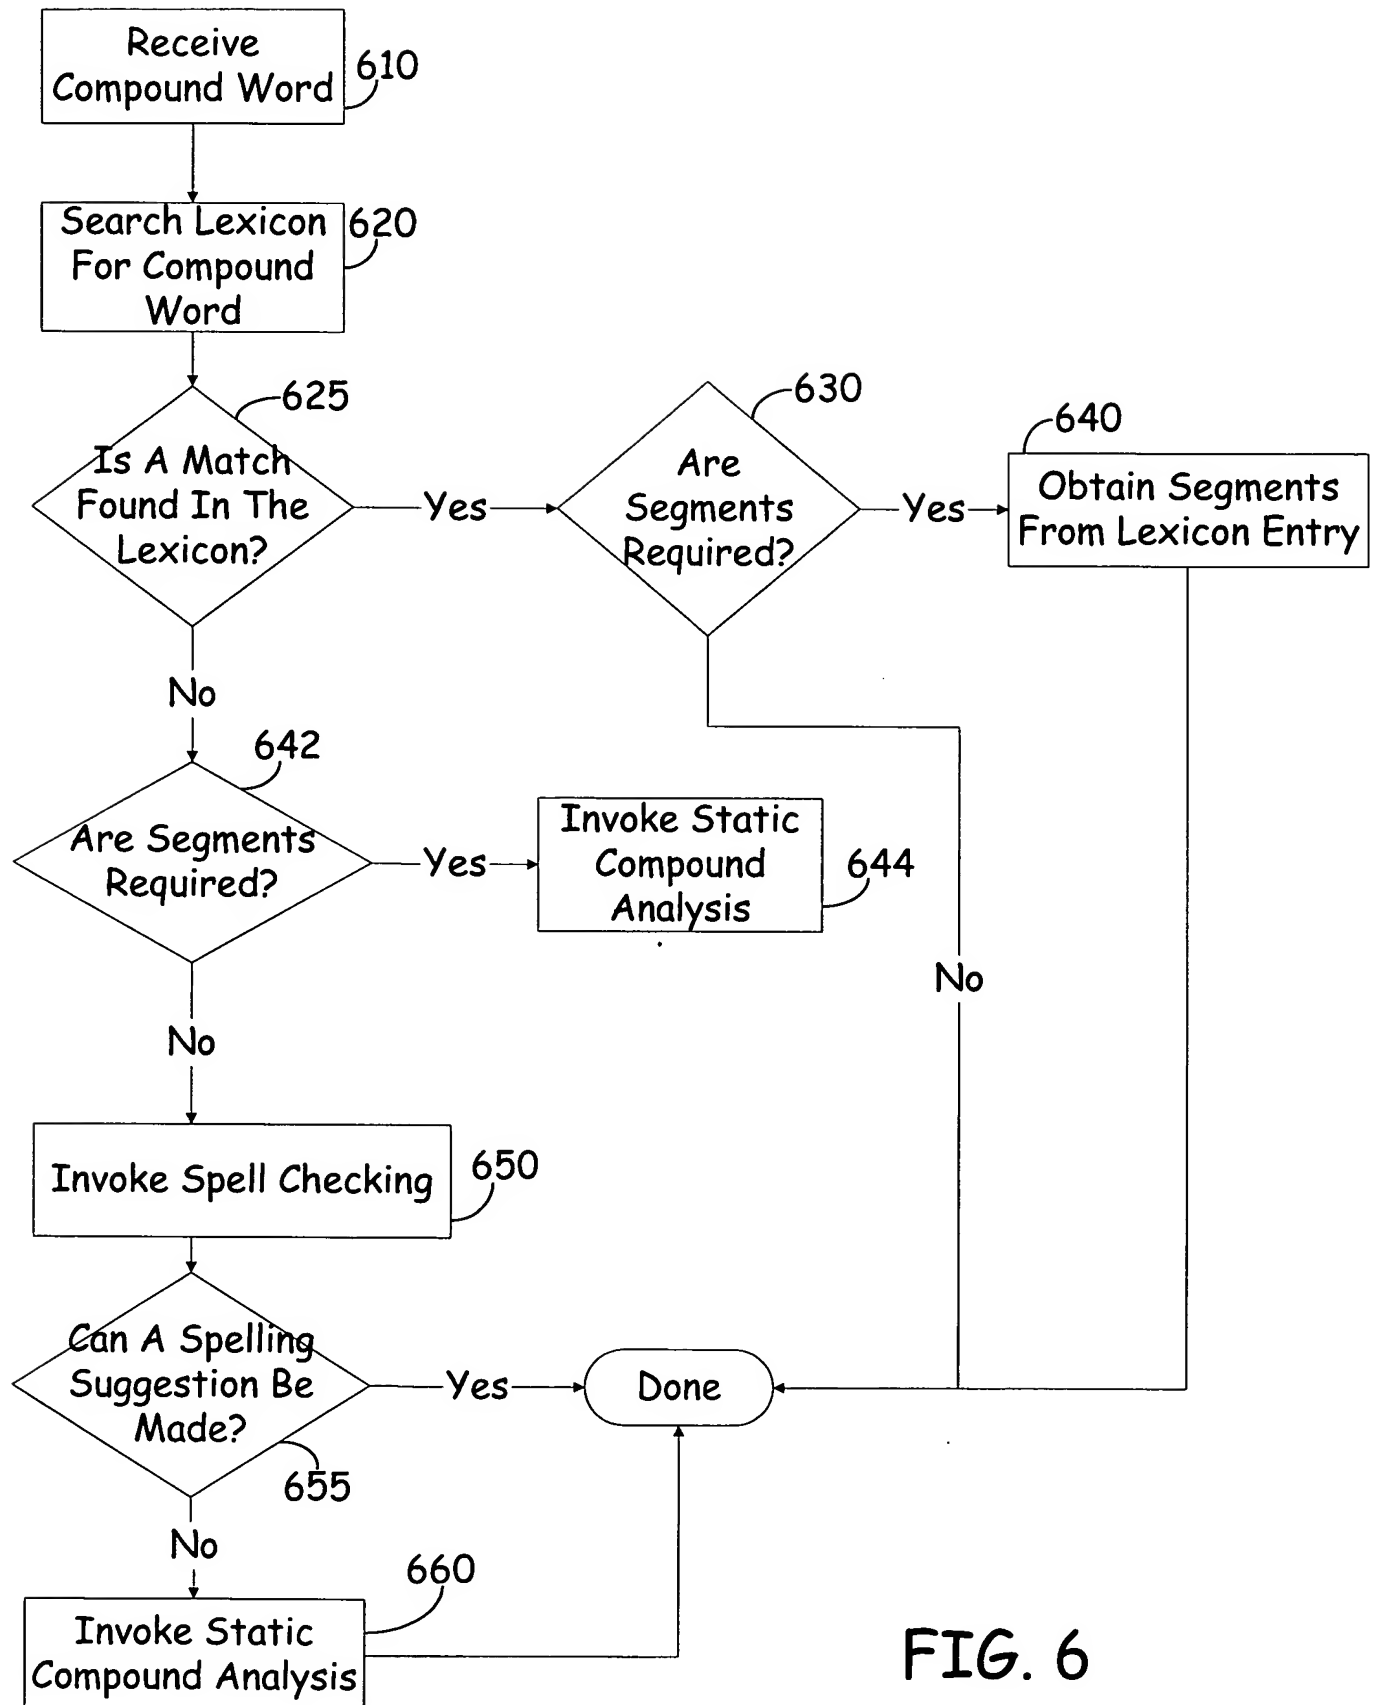 Receive
Compound Word
610
Search Lexicon
For Compound
Word
620
625
Is A Match
Found In The
Lexicon?
Yes
630
Are
Segments
Required?
Yes
640
Obtain Segments
From Lexicon Entry
No
642
Are Segments
Required?
Yes
Invoke Static
Compound
Analysis
644
No
No
Invoke Spell Checking
650
Can A Spelling
Suggestion Be
Made?
655
Yes
Done
No
660
Invoke Static
Compound Analysis
FIG. 6